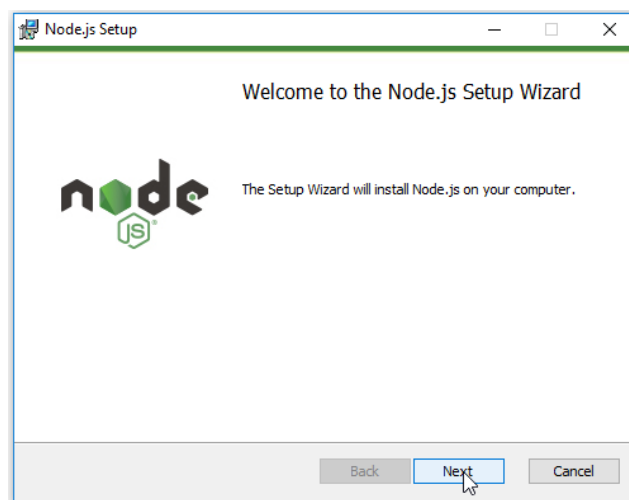 Node.js Setup
Welcome to the Node.js Setup Wizard
The Setup Wizard will install Node.js on your computer.
node
JS
Back Next Cancel